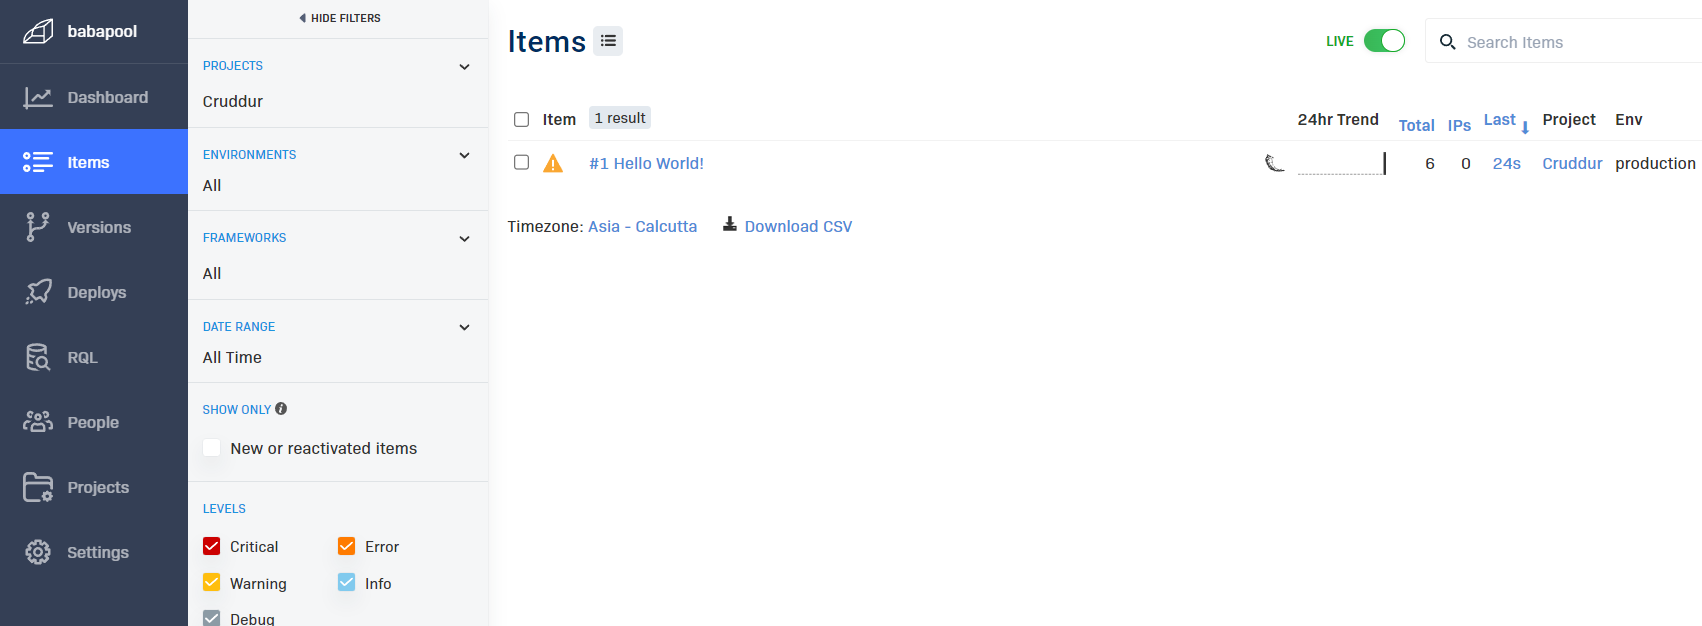 babapool
Dashboard
Items
Versions
Deploys
RQL
People
Projects
Settings
HIDE FILTERS
PROJECTS
Cruddur
ENVIRONMENTS
All
FRAMEWORKS
All
DATE RANGE
All Time
SHOW ONLY
New or reactivated items
LEVELS
Critical Error
Warning Info
Debug
Items LIVE Search Items
Item 1 result 24hr Trend Total IPs Last Project Env
#1 Hello World! 6 0 24s Cruddur production
Timezone: Asia - Calcutta Download CSV